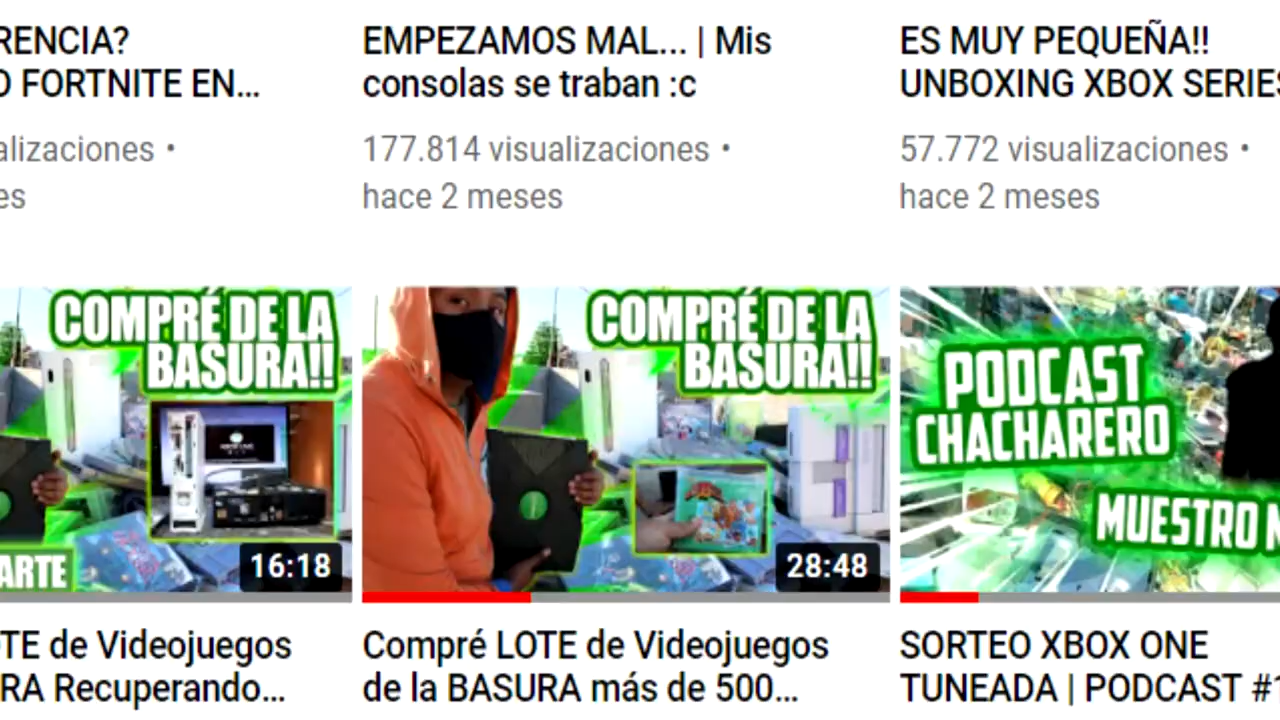 RENCIA?
O FORTNITE EN...
alizaciones •
es
EMPEZAMOS MAL... | Mis
consolas se traban :c
177.814 visualizaciones •
hace 2 meses
ES MUY PEQUEÑA!!
UNBOXING XBOX SERIES
57.772 visualizaciones •
hace 2 meses
COMPRÉ DE LA
BASURA!!
ARTE
16:18
OTE de Videojuegos
RA Recuperando...
COMPRÉ DE LA
BASURA!!
28:48
Compré LOTE de Videojuegos
de la BASURA más de 500...
PODCAST
CHACHARERO
MUESTRO
SORTEO XBOX ONE
TUNEADA | PODCAST #1